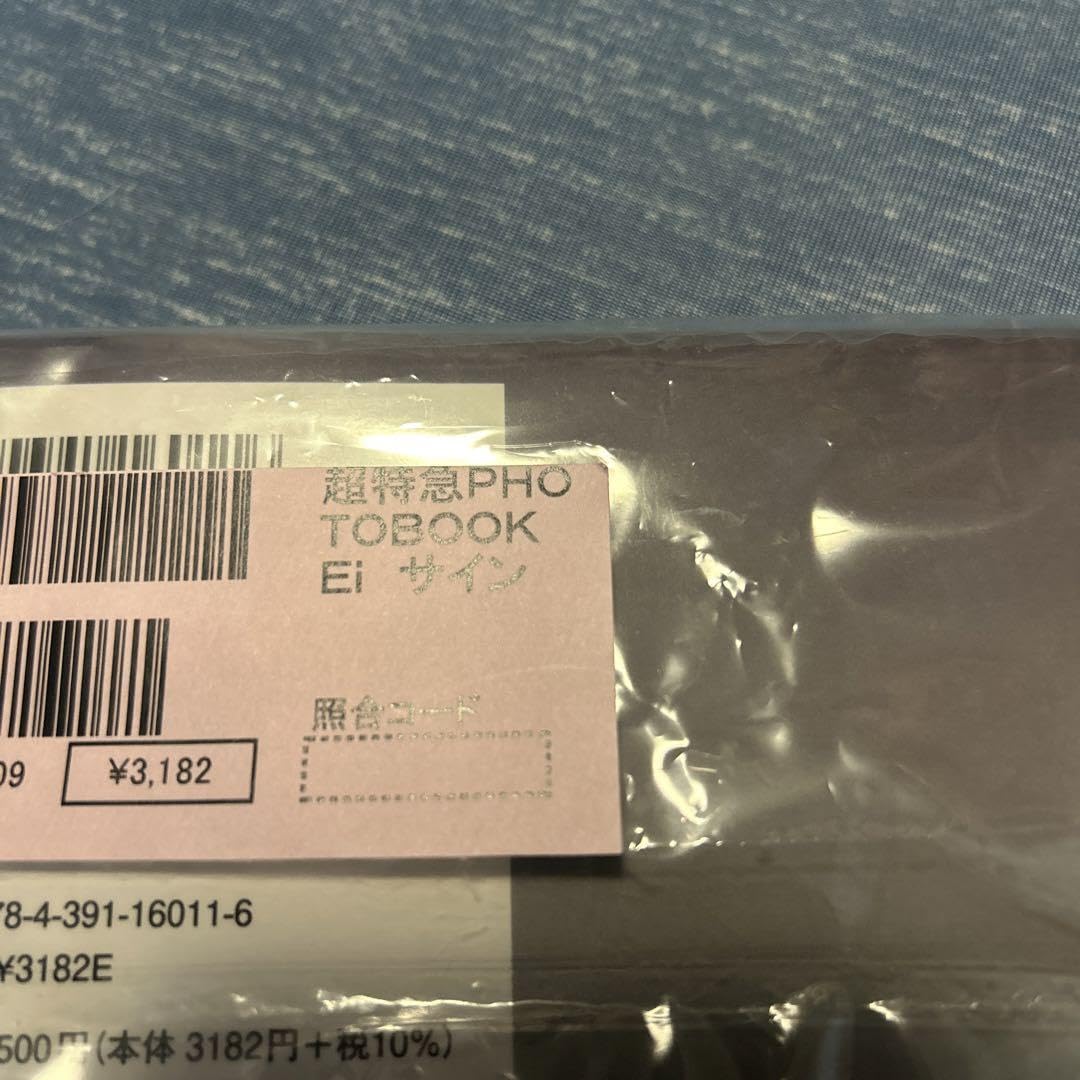 超特急PHO
TOBOOK
Ei サイン
照合コード
09 ¥3,182
78-4-391-16011-6
¥3182E
500円(本体 3182円+税10%)